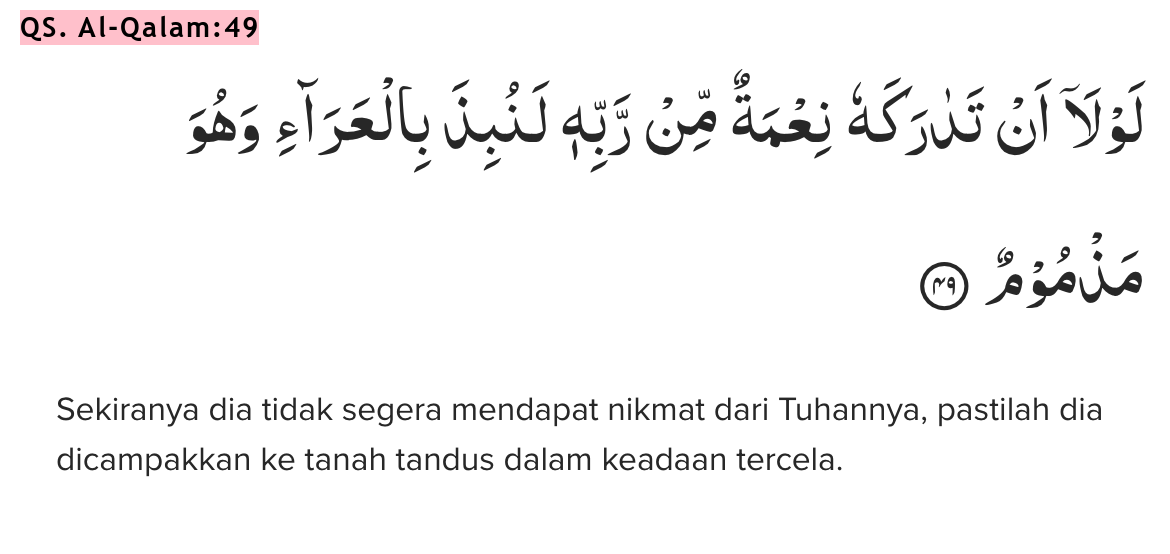 QS. Al-Qalam:49
لَوْلَآ اَنْ تَدٰرَكَهٗ نِعْمَةٌ مِّنْ رَّبِّهٖ لَنُبِذَ بِالْعَرَاۤءِ وَهُوَ
مَذْمُوْمٌ ۝٤٩
Sekiranya dia tidak segera mendapat nikmat dari Tuhannya, pastilah dia
dicampakkan ke tanah tandus dalam keadaan tercela.